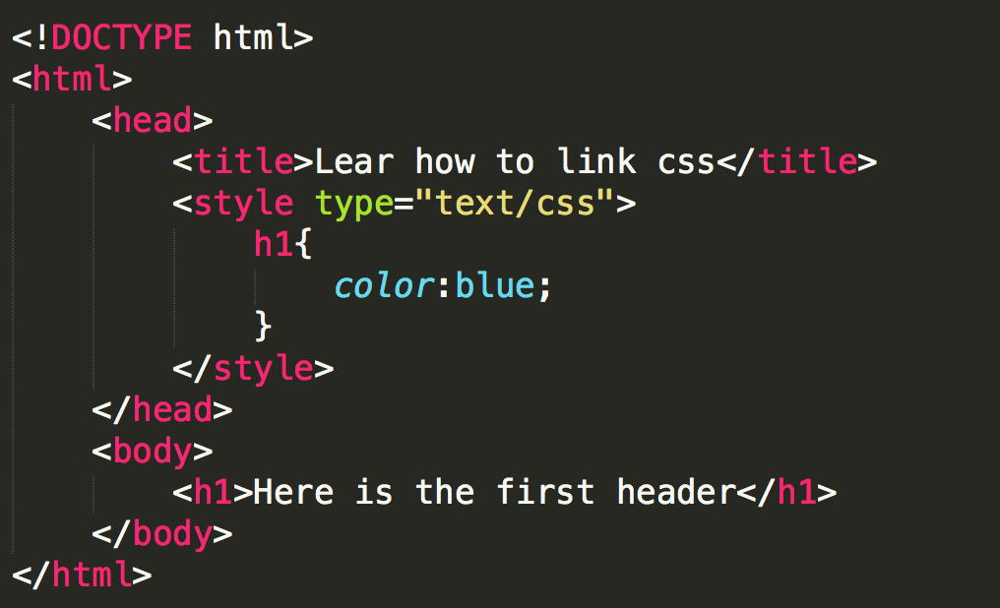 <!DOCTYPE html>
<html>
    <head>
        <title>Lear how to link css</title>
        <style type="text/css">
            h1{
                color:blue;
            }
        </style>
    </head>
    <body>
        <h1>Here is the first header</h1>
    </body>
</html>